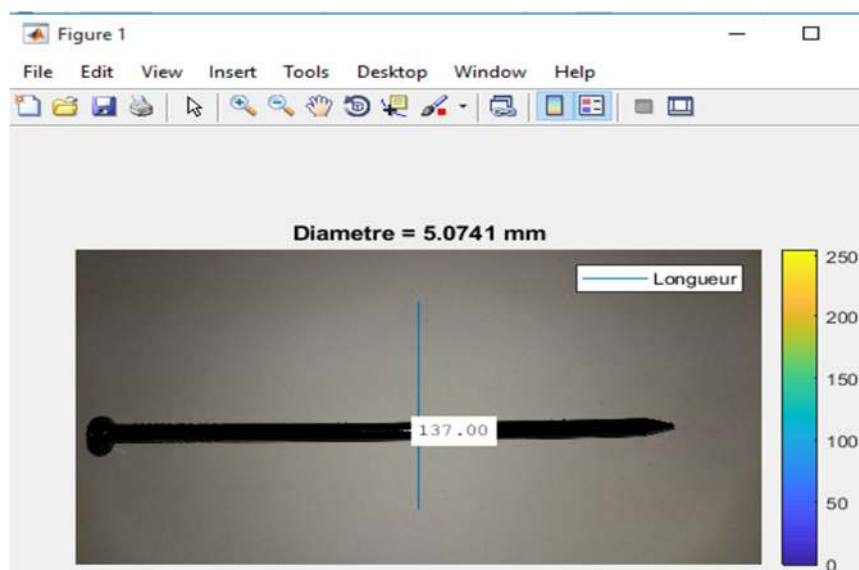 Figure 1
File Edit View Insert Tools Desktop Window Help
Diametre = 5.0741 mm
Longueur
137.00
250
200
150
100
50
0